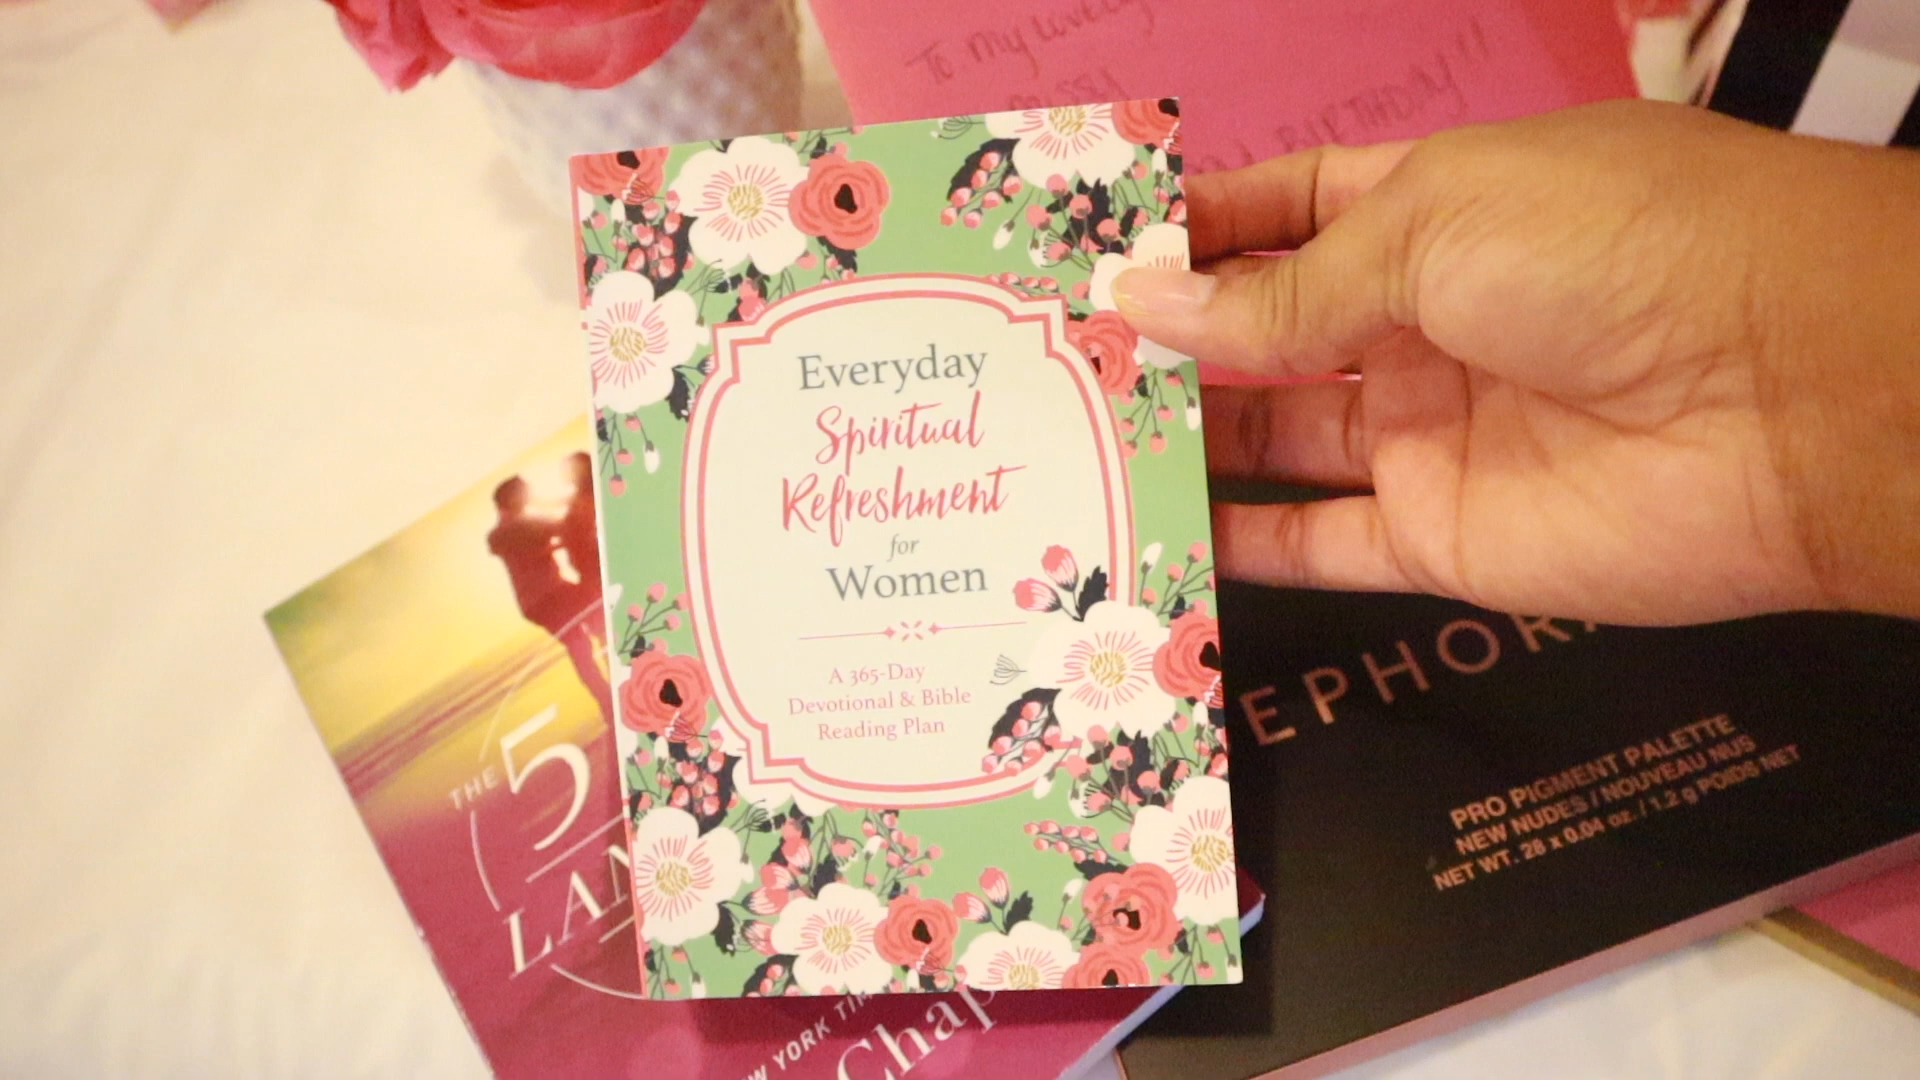 To My Lovely
BIRTHDAY!!
Everyday
Spiritual
Refreshment
for
Women
A 365-Day
Devotional & Bible
Reading Plan
THE 5
LAN
W YORK TIM
Chap
EPHORA
PRO PIGMENT PALETTE
NEW NUDES / NOUVEAU NUS
NET WT. 28 x 0.04 oz. / 1.2 g POIDS NET